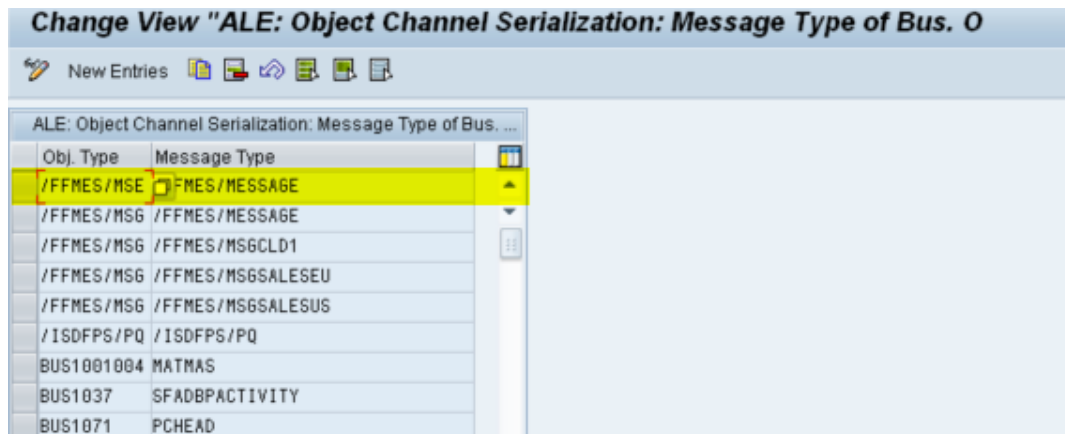 Change View "ALE: Object Channel Serialization: Message Type of Bus. O
New Entries
ALE: Object Channel Serialization: Message Type of Bus. ...
Obj. Type Message Type
/FFMES/MSE FMES/MESSAGE
/FFMES/MSG /FFMES/MESSAGE
/FFMES/MSG /FFMES/MSGCLD1
/FFMES/MSG /FFMES/MSGSALESEU
/FFMES/MSG /FFMES/MSGSALESUS
/ISDFPS/PQ /ISDFPS/PQ
BUS1001004 MATMAS
BUS1037 SFADBPACTIVITY
BUS1071 PCHEAD